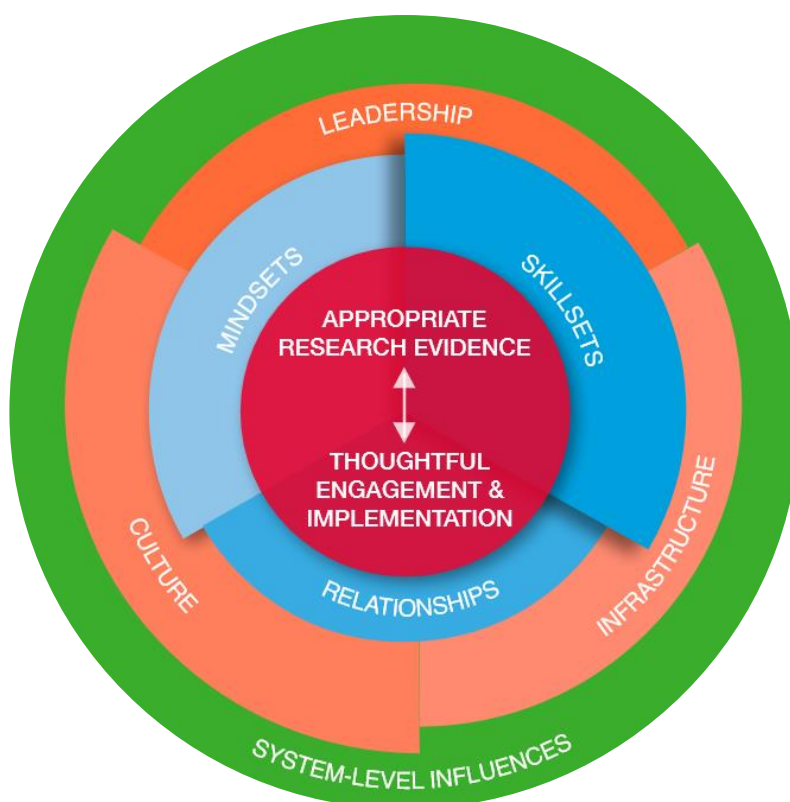 LEADERSHIP
MINDSETS
SKILLSETS
APPROPRIATE
RESEARCH EVIDENCE
THOUGHTFUL
ENGAGEMENT &
IMPLEMENTATION
CULTURE
RELATIONSHIPS
INFRASTRUCTURE
SYSTEM-LEVEL INFLUENCES